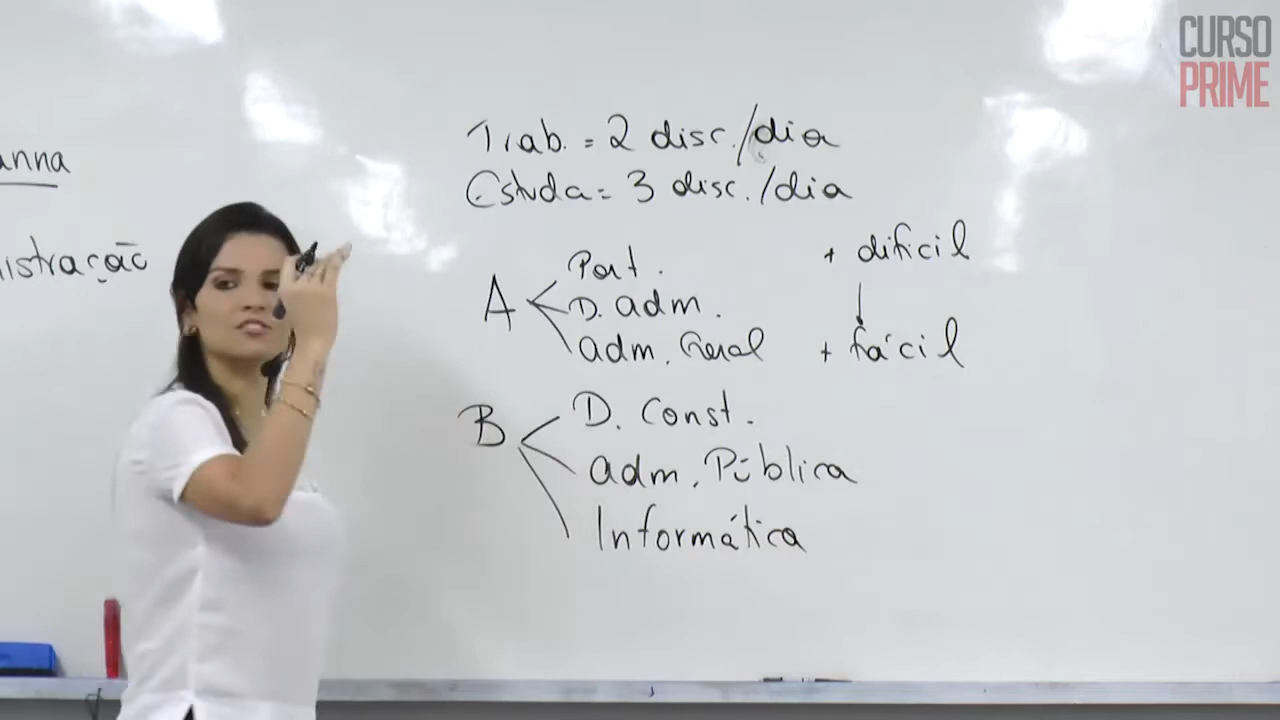 CURSO
PRIME
anna
istração
Trab. = 2 disc./dia
Estuda = 3 disc./dia
A
Port.
D. adm.
adm. Geral
+ difícil
+ fácil
B
D. Const.
adm. Pública
Informática